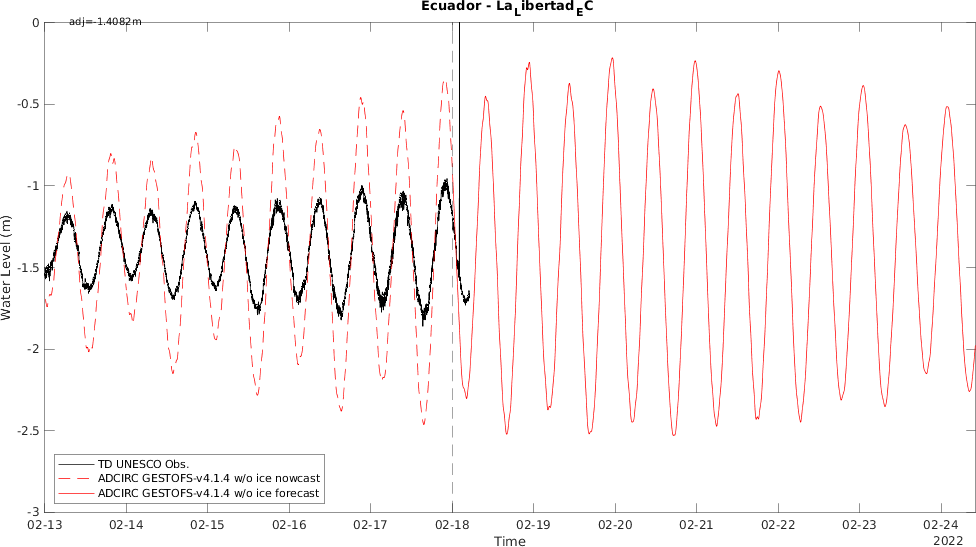 Ecuador - LaLibertadEC
adj=-1.4082m
0
-0.5
-1
-1.5
-2
-2.5
-3
Water Level (m)
TD UNESCO Obs.
ADCIRC GESTOFS-v4.1.4 w/o ice nowcast
ADCIRC GESTOFS-v4.1.4 w/o ice forecast
02-13 02-14 02-15 02-16 02-17 02-18 02-19 02-20 02-21 02-22 02-23 02-24
Time
2022